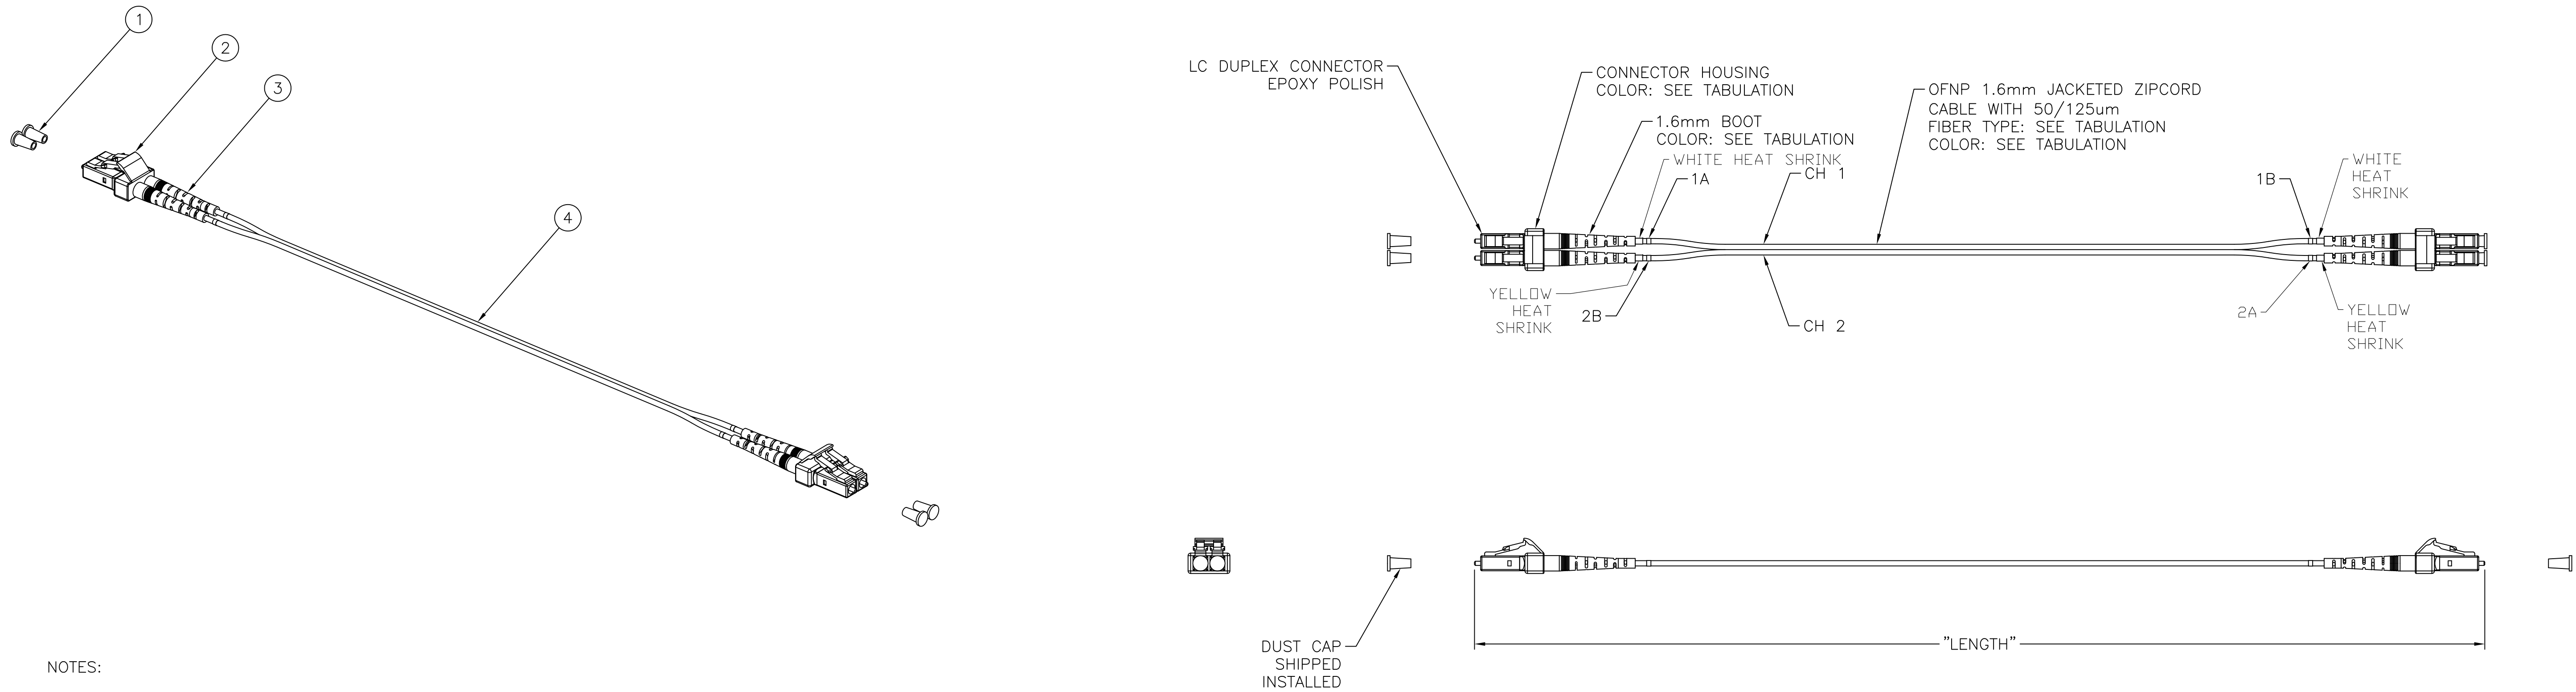 1
2
3
4
LC DUPLEX CONNECTOR
EPOXY POLISH
CONNECTOR HOUSING
COLOR: SEE TABULATION
1.6mm BOOT
COLOR: SEE TABULATION
WHITE HEAT SHRINK
1A
CH 1
OFNP 1.6mm JACKETED ZIPCORD
CABLE WITH 50/125um
FIBER TYPE: SEE TABULATION
COLOR: SEE TABULATION
1B
WHITE
HEAT
SHRINK
YELLOW
HEAT
SHRINK
2B
CH 2
2A
YELLOW
HEAT
SHRINK
DUST CAP
SHIPPED
INSTALLED
"LENGTH"
NOTES: